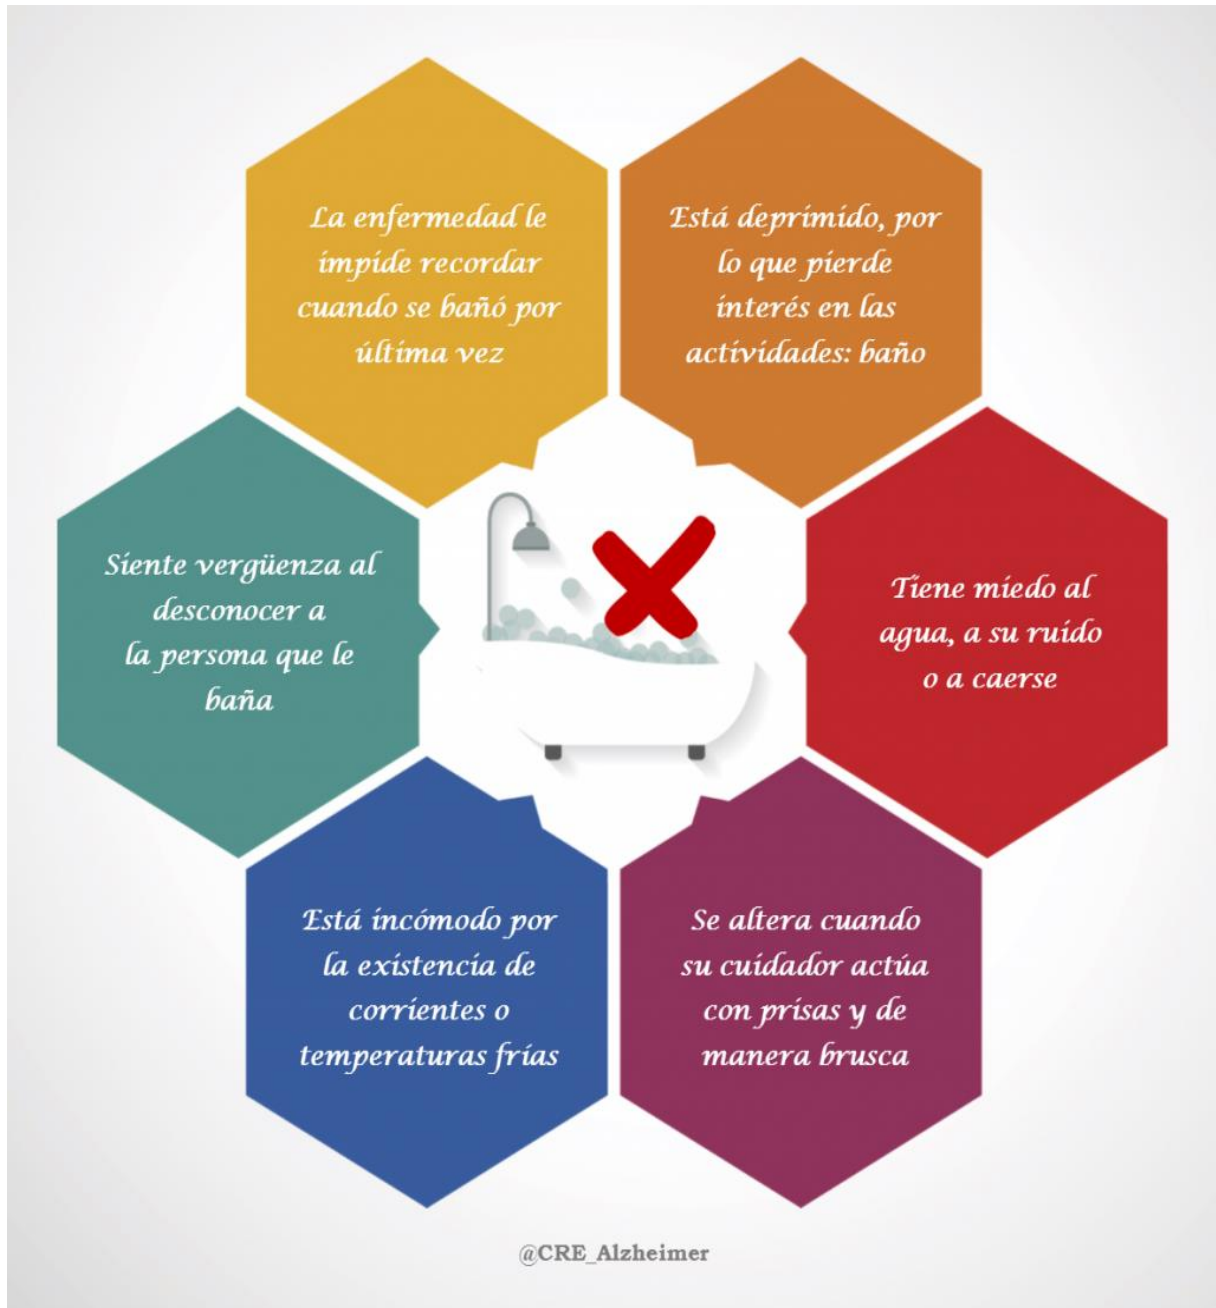 La enfermedad le
impide recordar
cuando se bañó por
última vez
Está deprimido, por
lo que pierde
interés en las
actividades: baño
Siente vergüenza al
desconocer a
la persona que le
baña
Tiene miedo al
agua, a su ruido
o a caerse
Está incómodo por
la existencia de
corrientes o
temperaturas frías
Se altera cuando
su cuidador actúa
con prisas y de
manera brusca
@CRE_Alzheimer